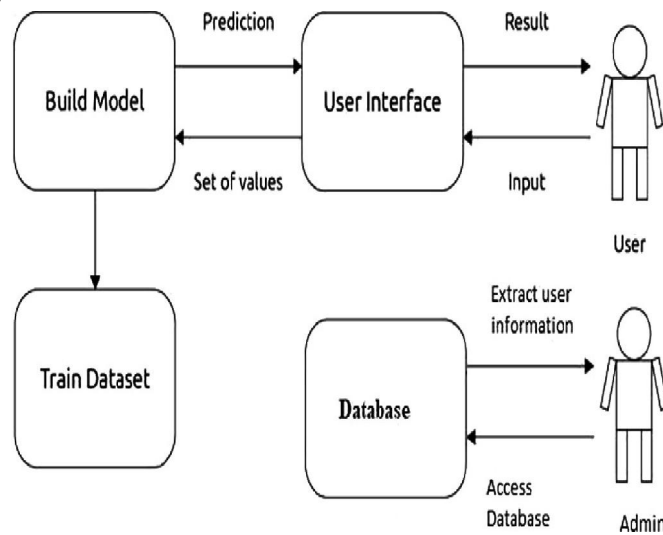 Prediction
Result
Build Model
User Interface
Set of values
Input
User
Extract user
information
Train Dataset
Database
Access
Database
Admin